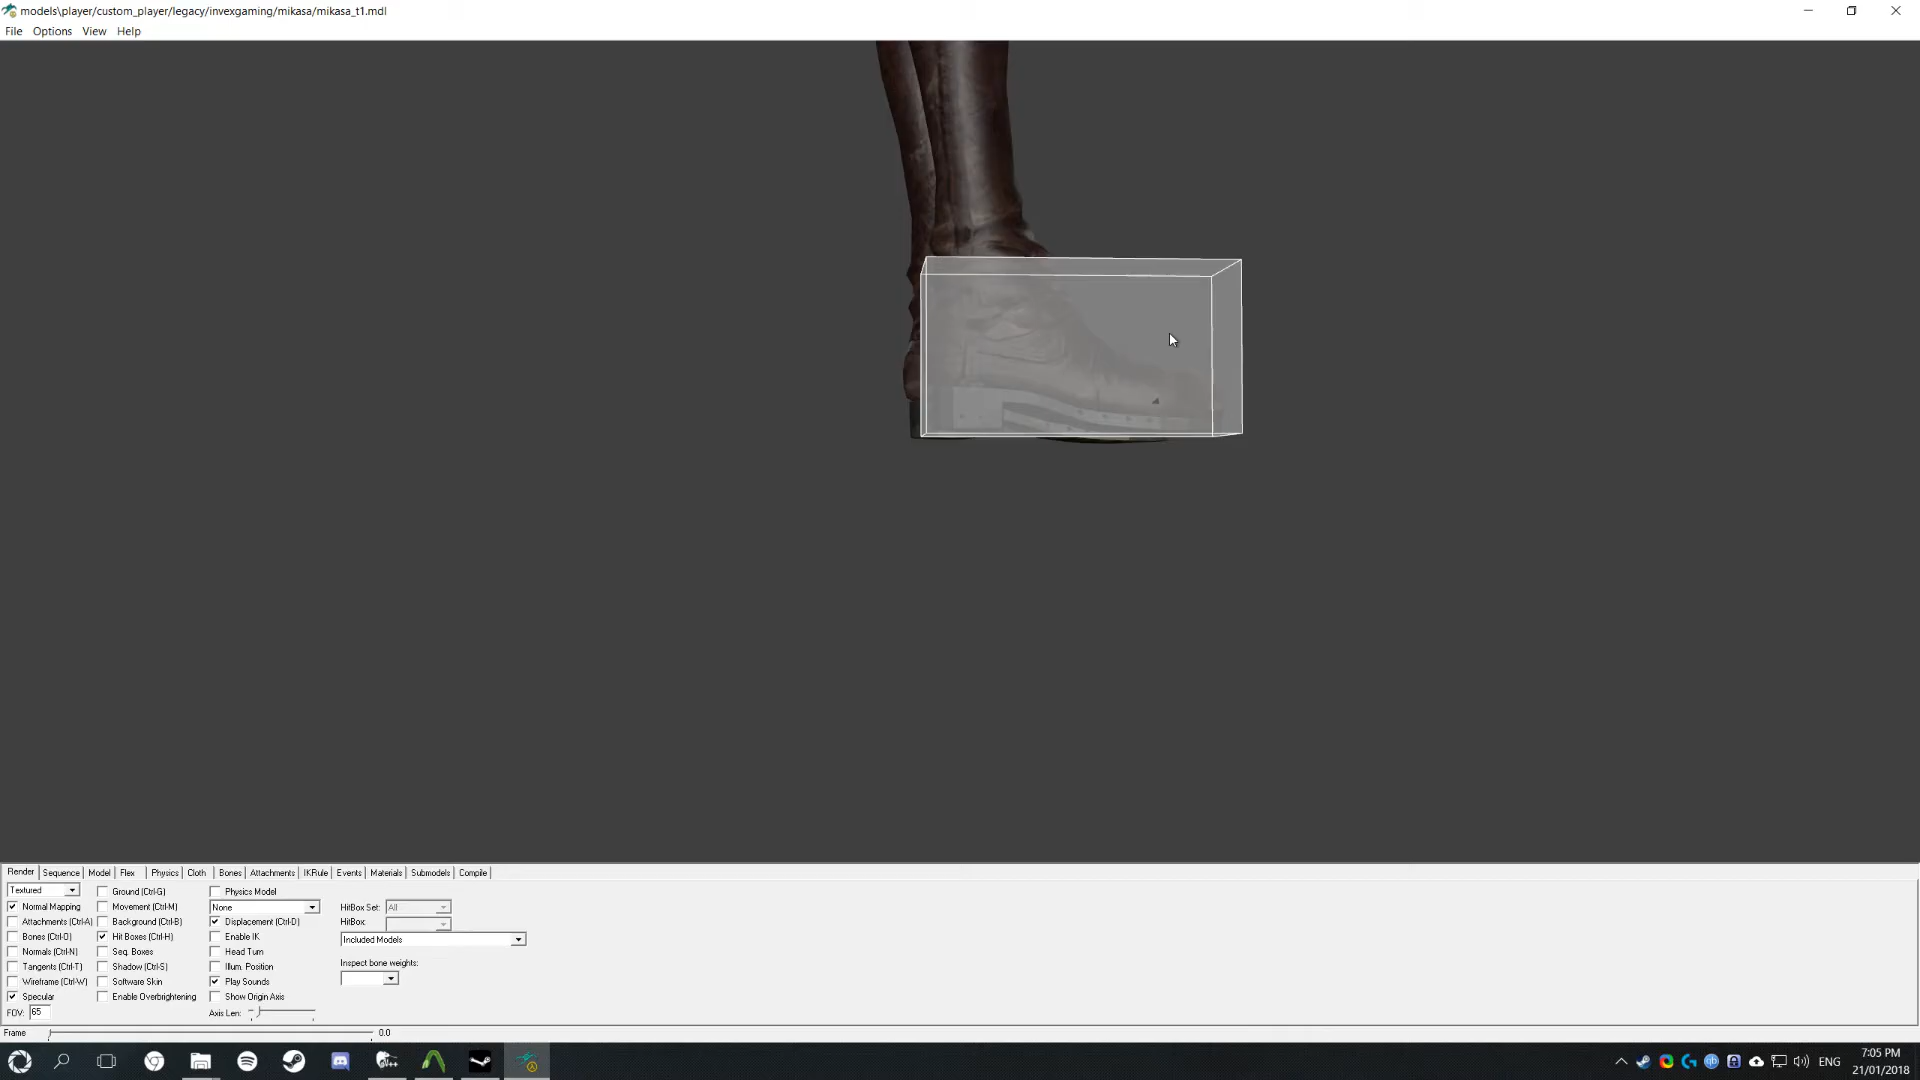 models\player/custom_player/legacy/invexgaming/mikasa/mikasa_t1.mdl
File Options View Help
Render Sequence Model Flex Physics Cloth Bones Attachments IKRule Events Materials Submodels Compile
Textured
Normal Mapping
Attachments (Ctrl-A)
Bones (Ctrl-O)
Normals (Ctrl-N)
Tangents (Ctrl-T)
Wireframe (Ctrl-W)
Specular
FOV: 65
Ground (Ctrl-G)
Movement (Ctrl-M)
Background (Ctrl-B)
Hit Boxes (Ctrl-H)
Seq. Boxes
Shadow (Ctrl-S)
Software Skin
Enable Overbrightening
Physics Model
None
Displacement (Ctrl-D)
Enable IK
Head Turn
Illum. Position
Play Sounds
Show Origin Axis
Axis Len:
HitBox Set: All
HitBox:
Included Models
Inspect bone weights:
Frame 0.0
ENG
7:05 PM
21/01/2018